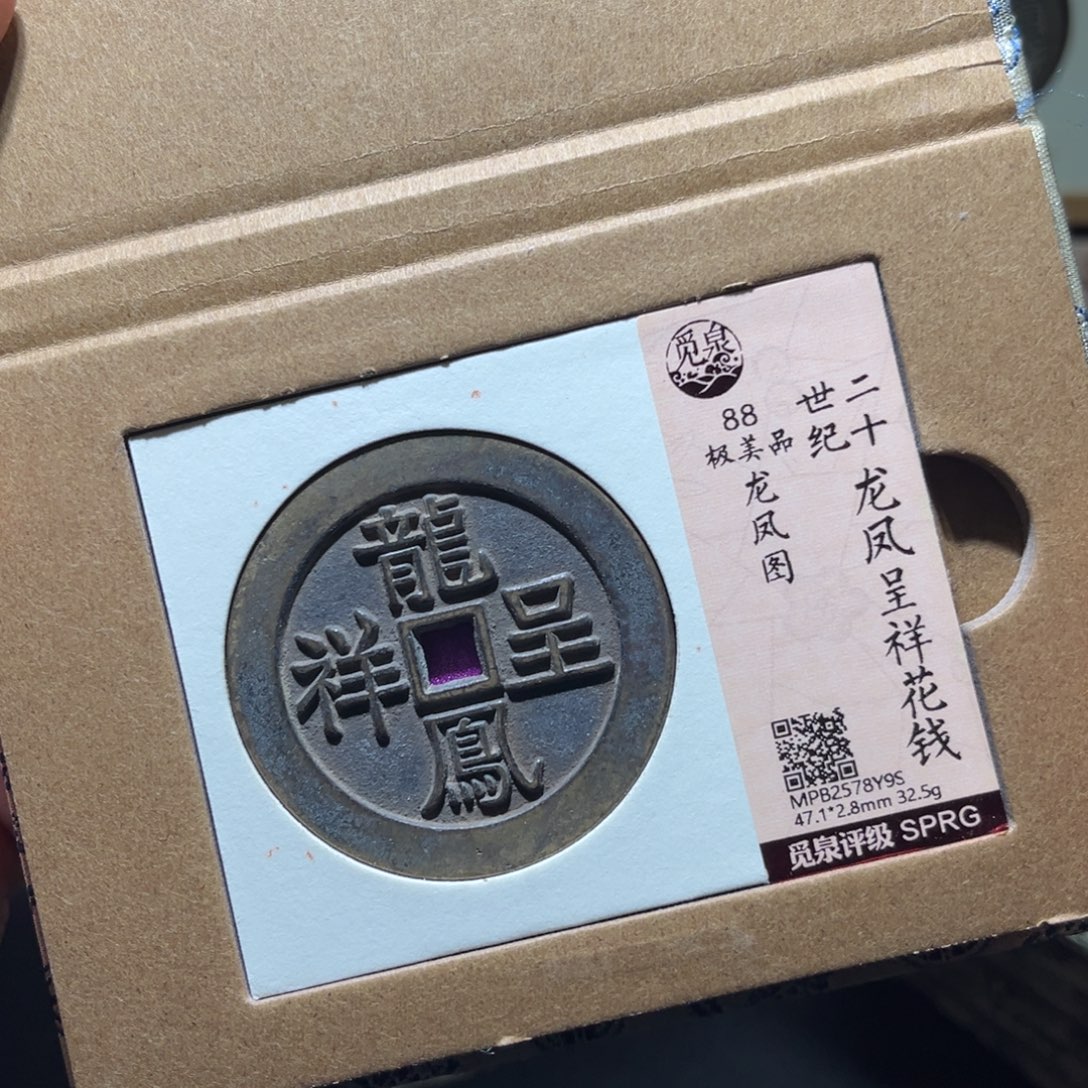 龍鳳呈祥
觅泉
二十世纪
龙凤呈祥花钱
88
极美品
龙凤图
MPB2578Y9S
47.1*2.8mm 32.5g
觅泉评级 SPRG